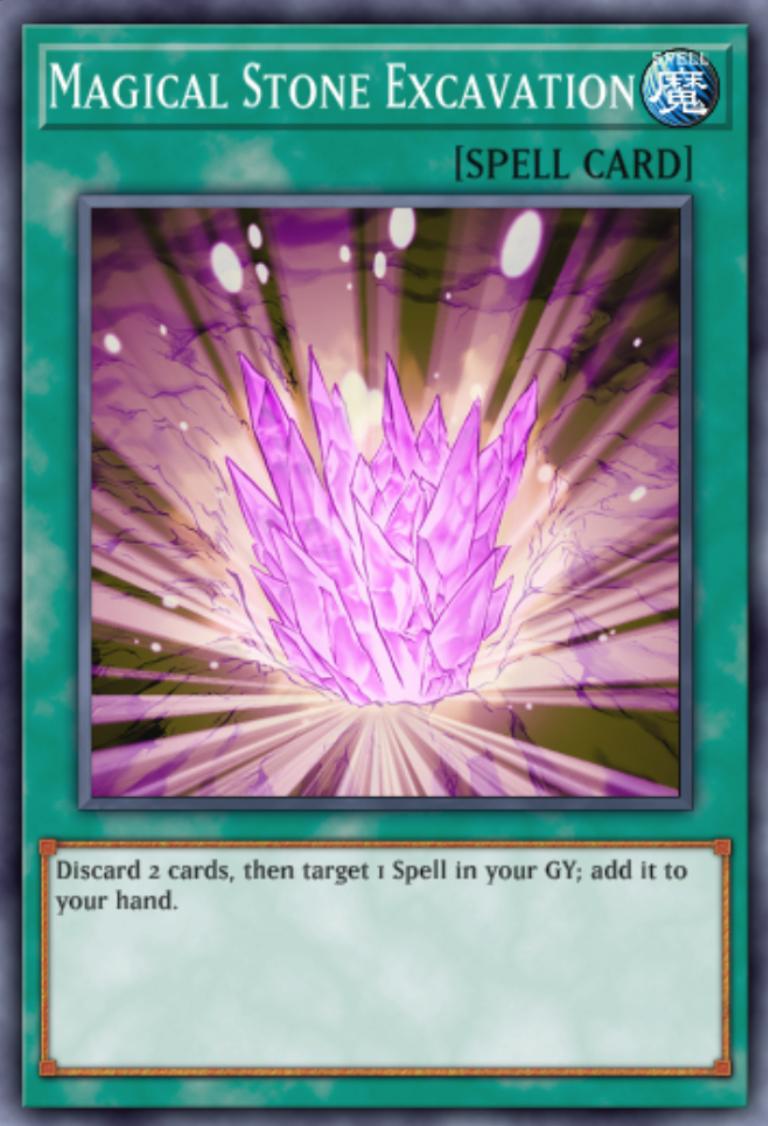 MAGICAL STONE EXCAVATION
SPELL
魔
[SPELL CARD]
Discard 2 cards, then target 1 Spell in your GY; add it to
your hand.